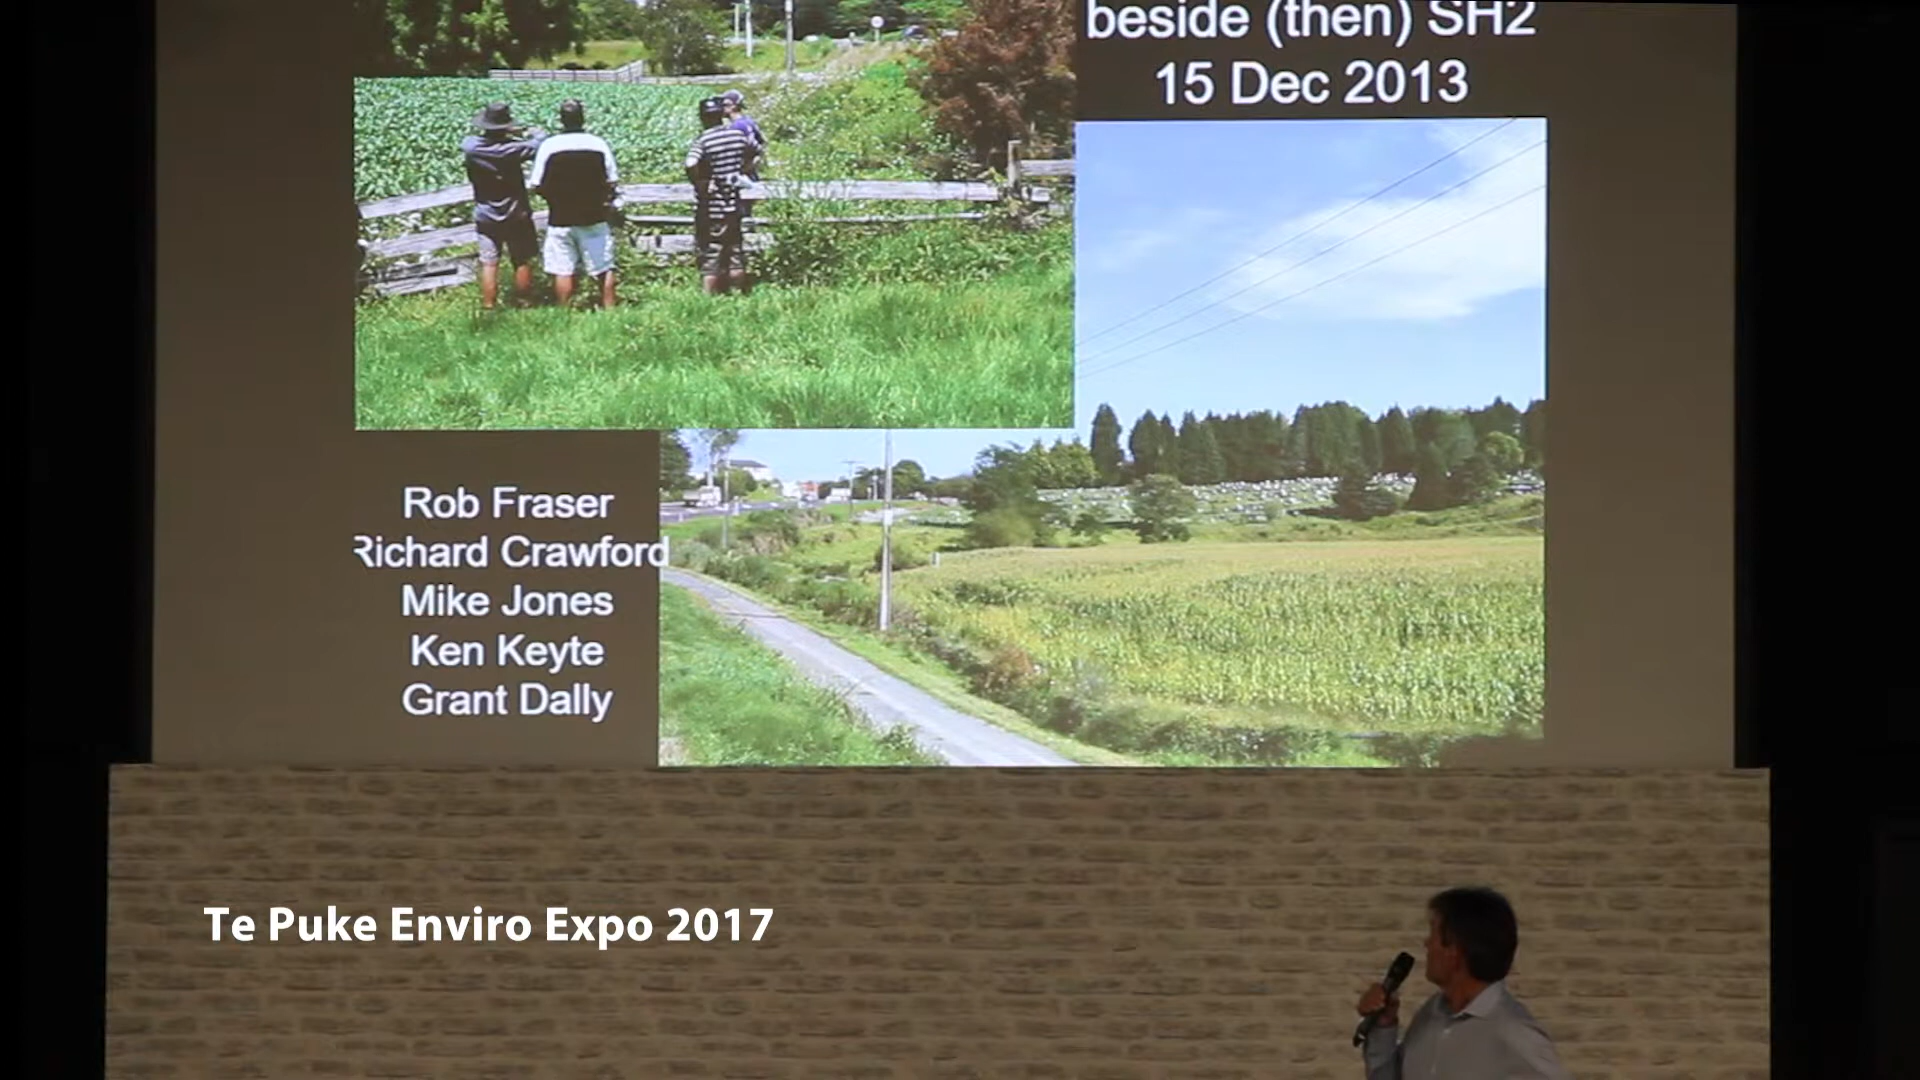 beside (then) SH2
15 Dec 2013
Rob Fraser
Richard Crawford
Mike Jones
Ken Keyte
Grant Dally
Te Puke Enviro Expo 2017